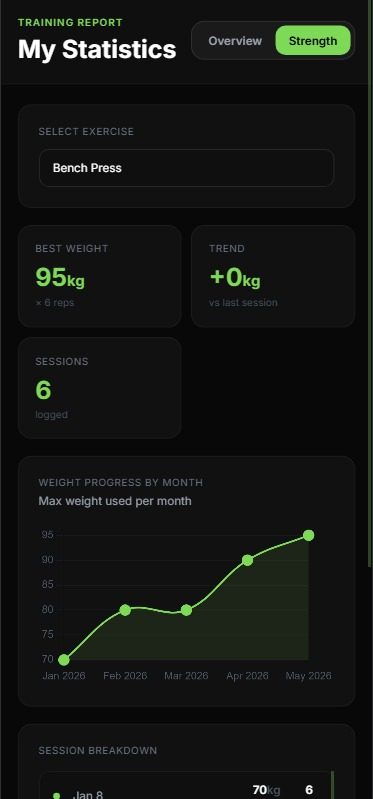 TRAINING REPORT
My Statistics
Overview
Strength
SELECT EXERCISE
Bench Press
BEST WEIGHT
95kg
× 6 reps
TREND
+0kg
vs last session
SESSIONS
6
logged
WEIGHT PROGRESS BY MONTH
Max weight used per month
95
90
85
80
75
70
Jan 2026 Feb 2026 Mar 2026 Apr 2026 May 2026
SESSION BREAKDOWN
Jan 8 70kg 6